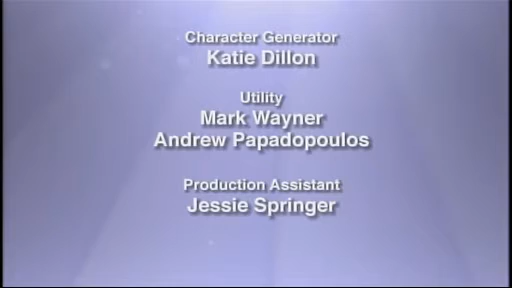 Character Generator
Katie Dillon
Utility
Mark Wayner
Andrew Papadopoulos
Production Assistant
Jessie Springer